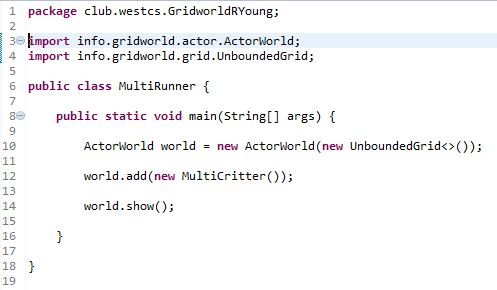 1 package club.westcs.GridworldRYoung;
2
3 import info.gridworld.actor.ActorWorld;
4 import info.gridworld.grid.UnboundedGrid;
5
6 public class MultiRunner {
7
8     public static void main(String[] args) {
9
10         ActorWorld world = new ActorWorld(new UnboundedGrid<>());
11
12         world.add(new MultiCritter());
13
14         world.show();
15
16     }
17
18 }
19